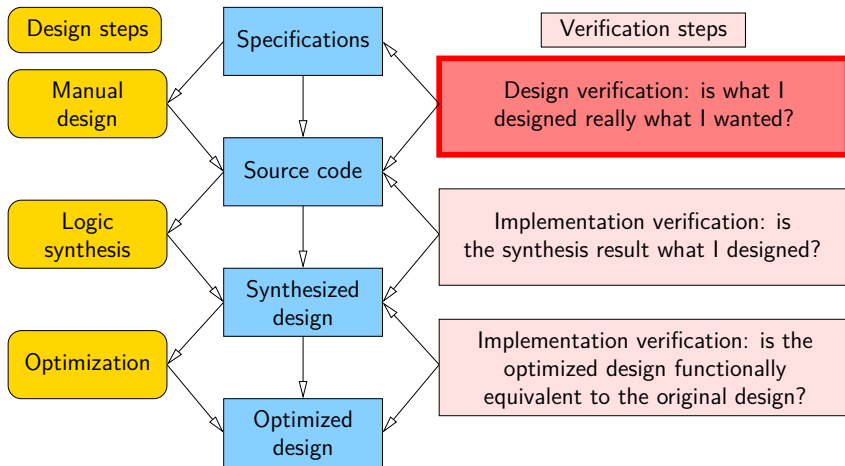 Design steps
Specifications
Verification steps
Manual
design
Design verification: is what I
designed really what I wanted?
Source code
Logic
synthesis
Implementation verification: is
the synthesis result what I designed?
Synthesized
design
Optimization
Implementation verification: is the
optimized design functionally
equivalent to the original design?
Optimized
design